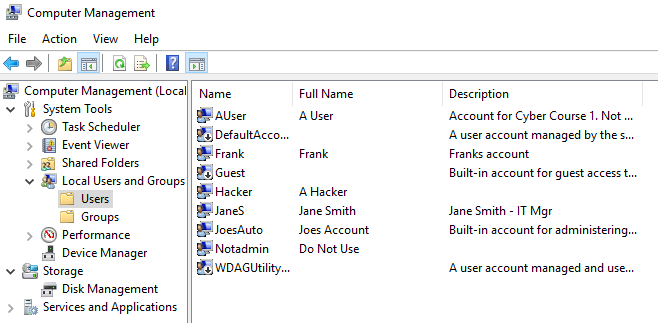 Computer Management
File Action View Help
Computer Management (Local
System Tools
Task Scheduler
Event Viewer
Shared Folders
Local Users and Groups
Users
Groups
Performance
Device Manager
Storage
Disk Management
Services and Applications
Name Full Name Description
AUser A User Account for Cyber Course 1. Not ...
DefaultAcco... A user account managed by the s...
Frank Frank Franks account
Guest Built-in account for guest access t...
Hacker A Hacker
JaneS Jane Smith Jane Smith - IT Mgr
JoesAuto Joes Account Built-in account for administering...
Notadmin Do Not Use
WDAGUtility... A user account managed and use...